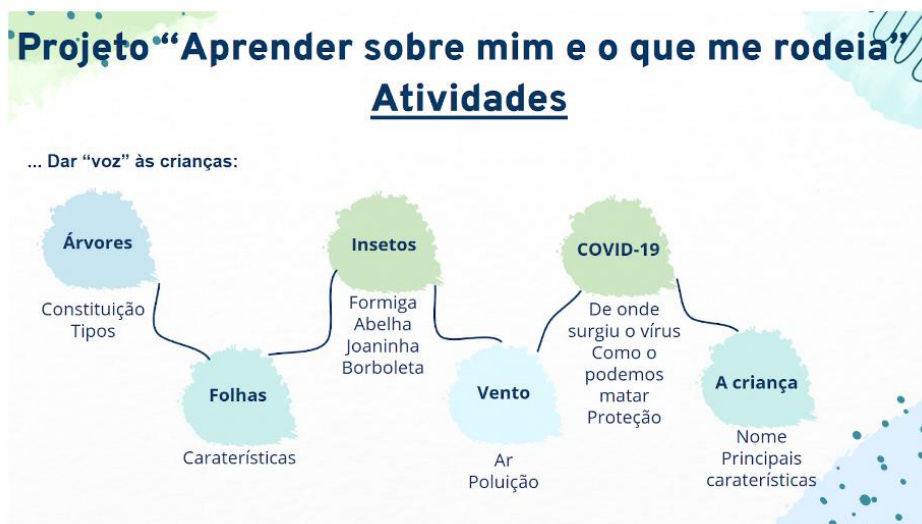 Projeto “Aprender sobre mim e o que me rodeia”
Atividades
... Dar “voz” às crianças:
Árvores
Constituição
Tipos
Folhas
Caraterísticas
Insetos
Formiga
Abelha
Joaninha
Borboleta
Vento
Ar
Poluição
COVID-19
De onde
surgiu o vírus
Como o
podemos
matar
Proteção
A criança
Nome
Principais
caraterísticas